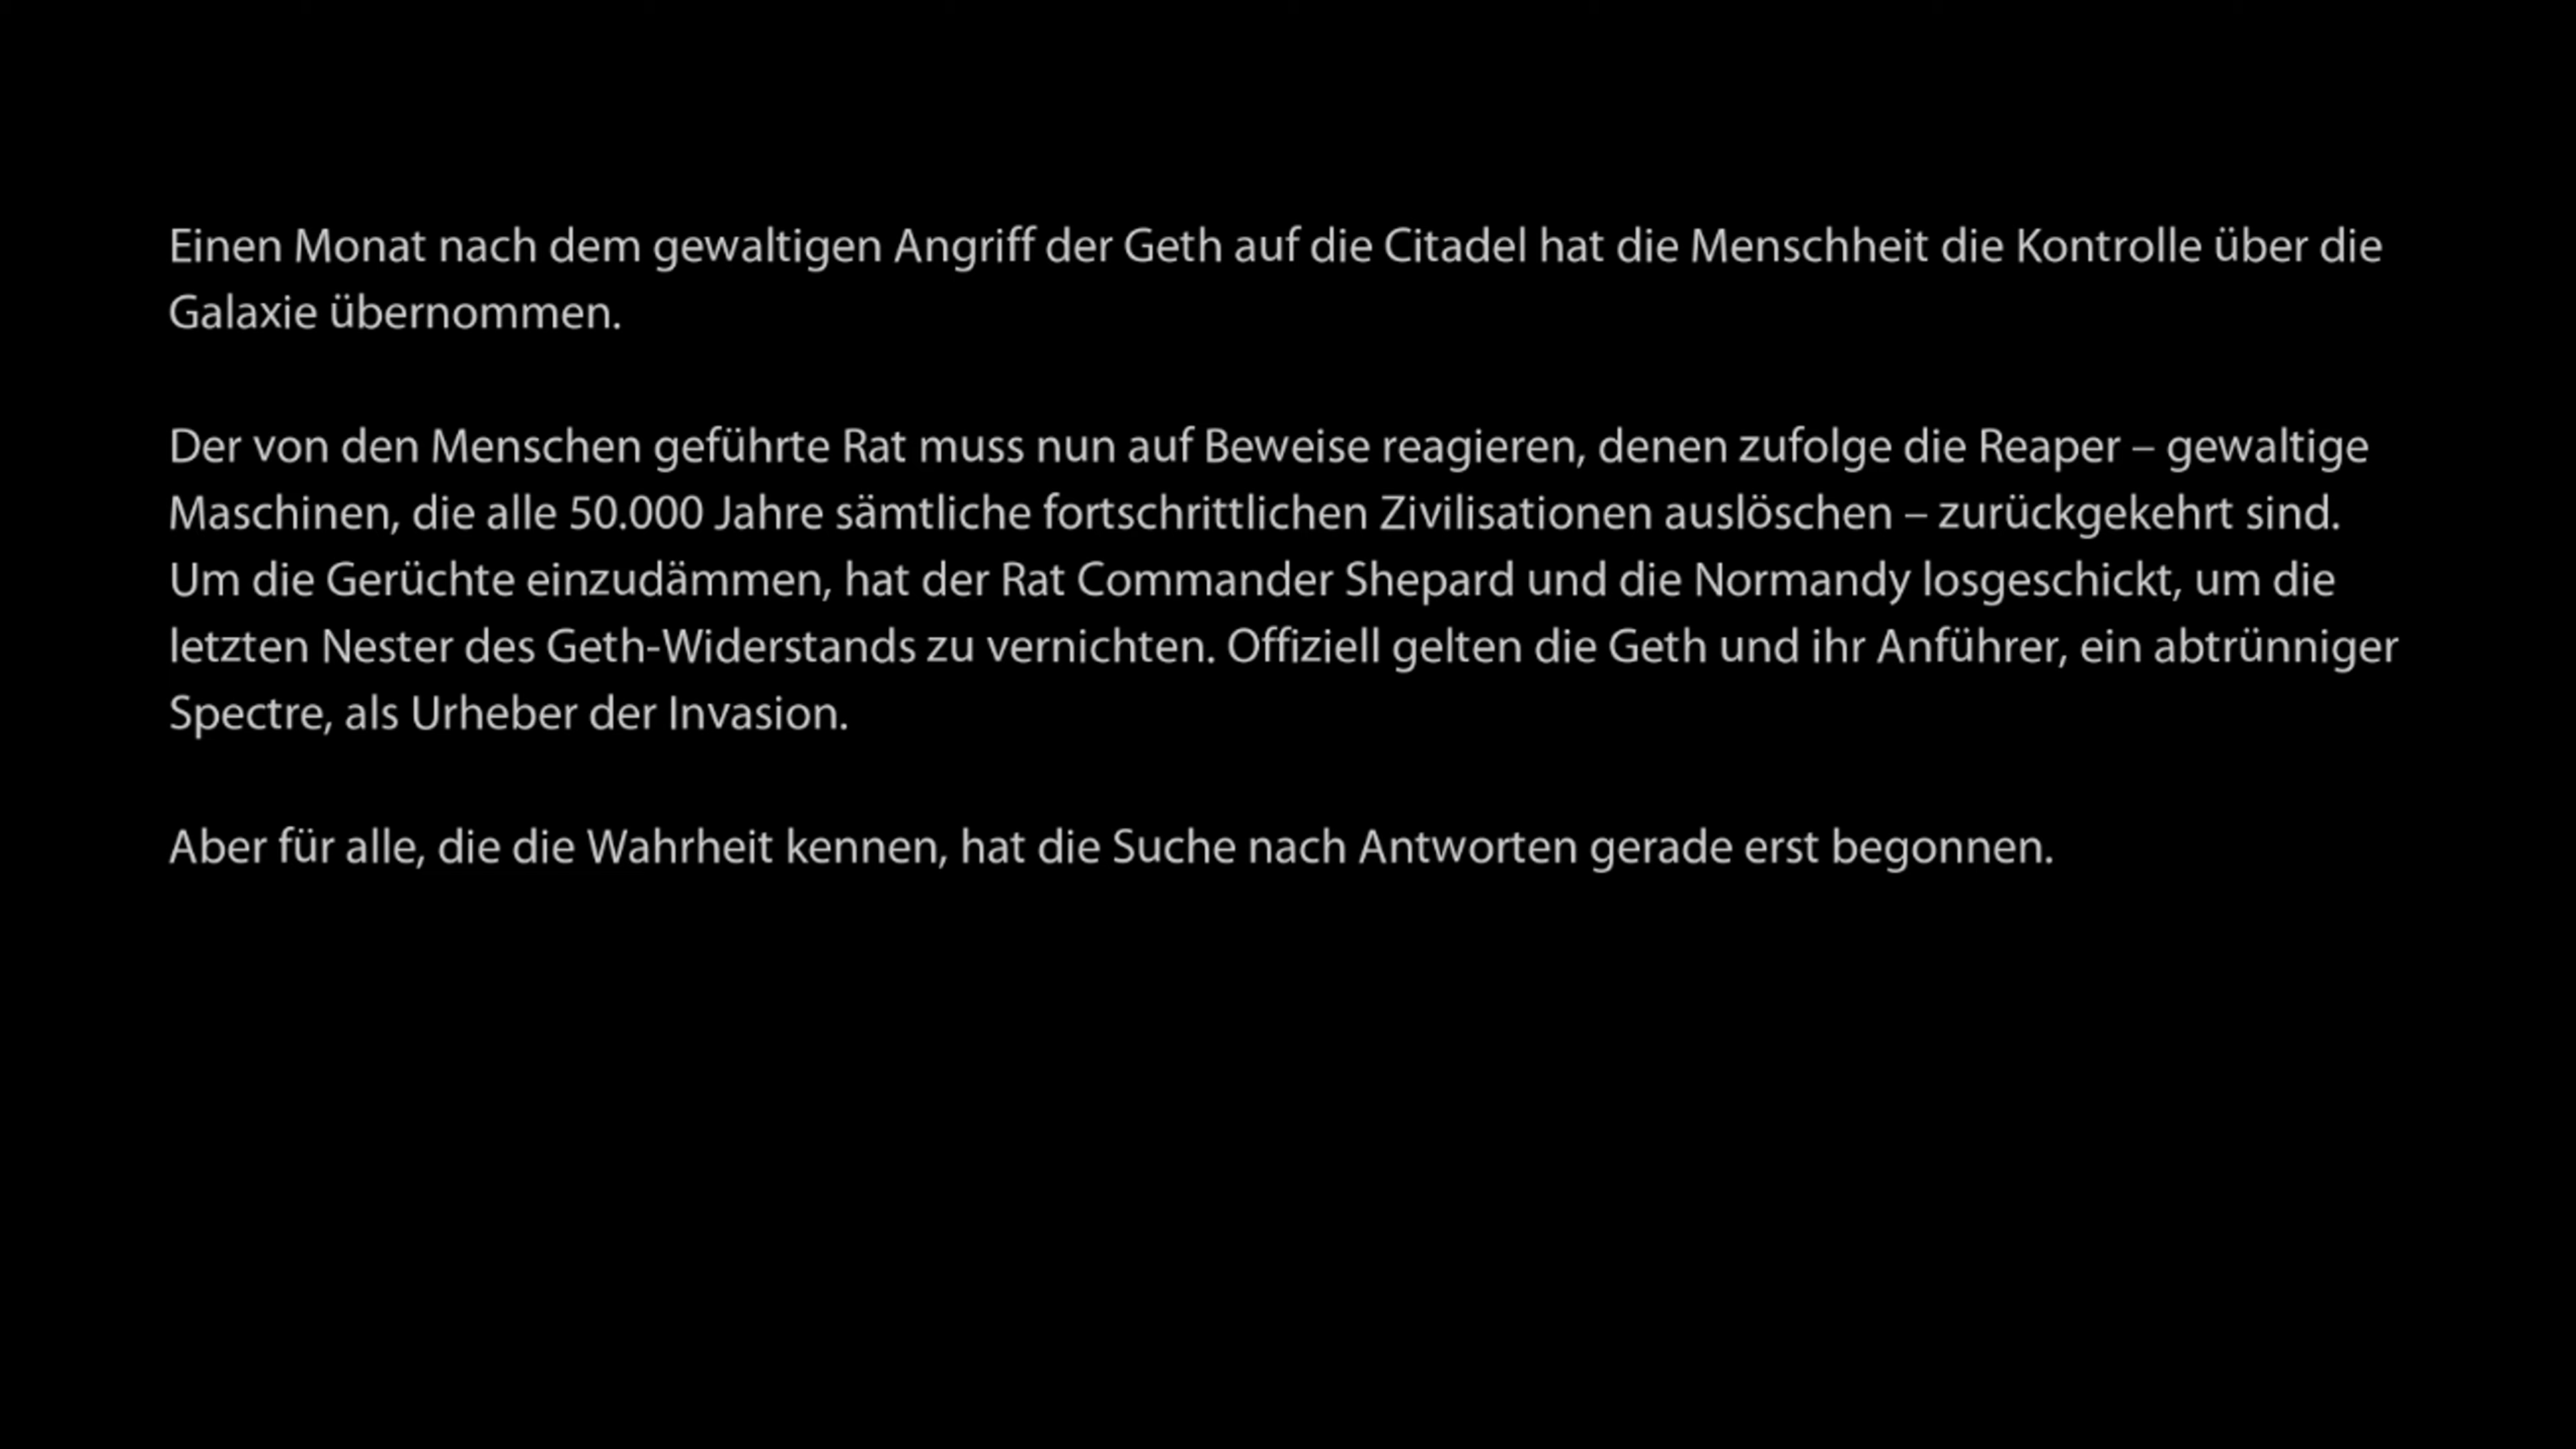 Einen Monat nach dem gewaltigen Angriff der Geth auf die Citadel hat die Menschheit die Kontrolle über die
Galaxie übernommen.
Der von den Menschen geführte Rat muss nun auf Beweise reagieren, denen zufolge die Reaper – gewaltige
Maschinen, die alle 50.000 Jahre sämtliche fortschrittlichen Zivilisationen auslöschen – zurückgekehrt sind.
Um die Gerüchte einzudämmen, hat der Rat Commander Shepard und die Normandy losgeschickt, um die
letzten Nester des Geth-Widerstands zu vernichten. Offiziell gelten die Geth und ihr Anführer, ein abtrünniger
Spectre, als Urheber der Invasion.
Aber für alle, die die Wahrheit kennen, hat die Suche nach Antworten gerade erst begonnen.